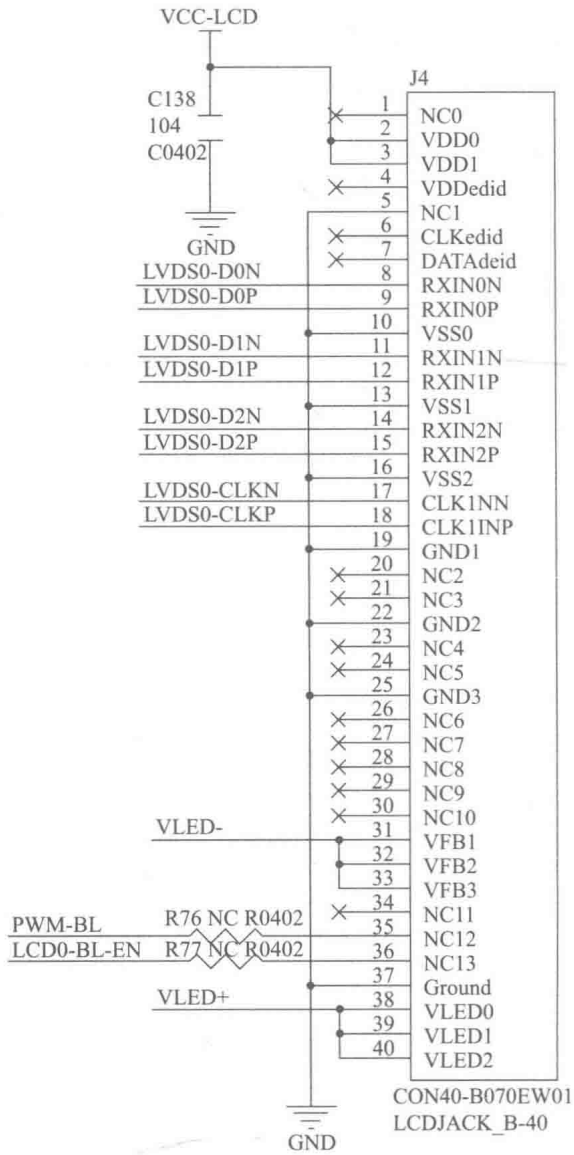 VCC-LCD
C138
104
C0402
GND
J4
1 NC0
2 VDD0
3 VDD1
4 VDDedid
5 NC1
6 CLKedid
7 DATAdeid
LVDS0-D0N 8 RXIN0N
LVDS0-D0P 9 RXIN0P
10 VSS0
LVDS0-D1N 11 RXIN1N
LVDS0-D1P 12 RXIN1P
13 VSS1
LVDS0-D2N 14 RXIN2N
LVDS0-D2P 15 RXIN2P
16 VSS2
LVDS0-CLKN 17 CLK1NN
LVDS0-CLKP 18 CLK1INP
19 GND1
20 NC2
21 NC3
22 GND2
23 NC4
24 NC5
25 GND3
26 NC6
27 NC7
28 NC8
29 NC9
30 NC10
VLED- 31 VFB1
32 VFB2
33 VFB3
34 NC11
PWM-BL R76 NC R0402 35 NC12
LCD0-BL-EN R77 NC R0402 36 NC13
37 Ground
VLED+ 38 VLED0
39 VLED1
40 VLED2
CON40-B070EW01
LCDJACK_B-40
GND